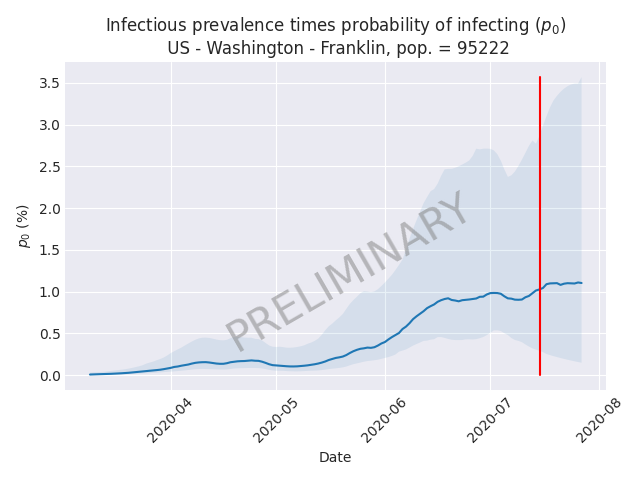 Infectious prevalence times probability of infecting (p₀)
US - Washington - Franklin, pop. = 95222
3.5
3.0
2.5
2.0
1.5
1.0
0.5
0.0
p₀ (%)
PRELIMINARY
2020-04
2020-05
2020-06
2020-07
2020-08
Date